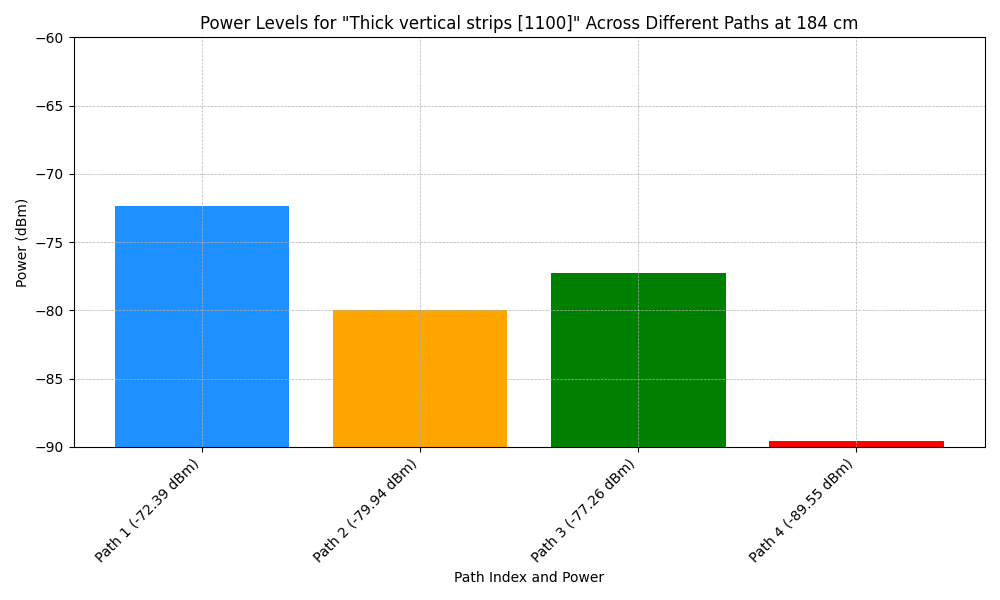 Power Levels for "Thick vertical strips [1100]" Across Different Paths at 184 cm
Power (dBm)
−60
−65
−70
−75
−80
−85
−90
Path 1 (-72.39 dBm)
Path 2 (-79.94 dBm)
Path 3 (-77.26 dBm)
Path 4 (-89.55 dBm)
Path Index and Power